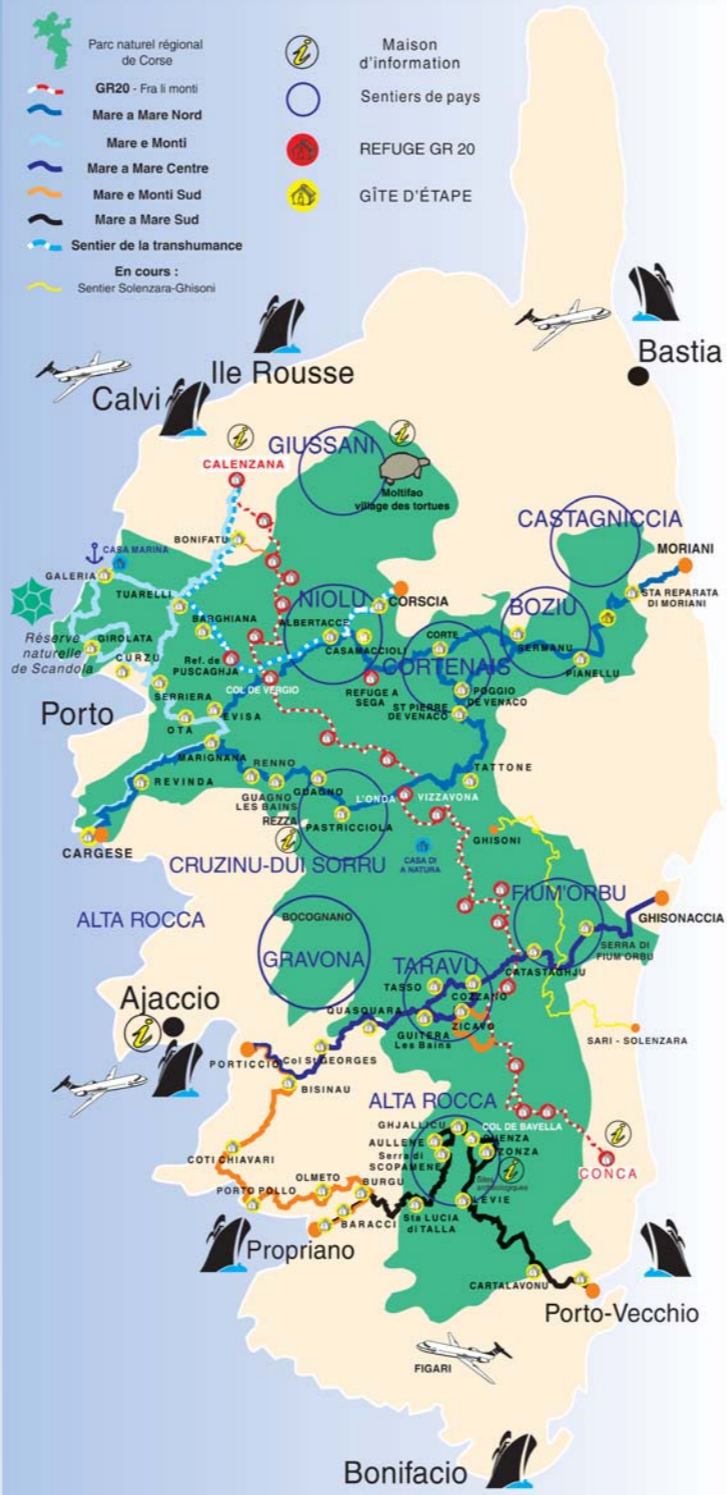 Parc naturel régional
de Corse
GR20 - Fra li monti
Mare a Mare Nord
Mare e Monti
Mare a Mare Centre
Mare e Monti Sud
Mare a Mare Sud
Sentier de la transhumance
En cours :
Sentier Solenzara-Ghisoni
Maison
d'information
Sentiers de pays
REFUGE GR 20
GÎTE D'ÉTAPE
Bastia
Ile Rousse
Calvi
GIUSSANI
CALENZANA
Moltifao
village des tortues
CASTAGNICCIA
MORIANI
BONIFATU
CASA MARINA
GALERIA
TUARELLI
NIOLU
CORSCIA
BOZIU
STA REPARATA
DI MORIANI
BARGHIANA
ALBERTACCE
GIROLATA
Réserve
naturelle
de Scandola
CASAMACCIOLI
CORTE
SERMANU
CURZU
Ref. de
PUSCAGHJA
CORTENAIS
PIANELLU
COL DE VERGIO
REFUGE A
SEGA
POGGIO
DE VENACO
SERRIERA
ST PIERRE
DE VENACO
Porto
EVISA
OTA
MARIGNANA
REVINDA
RENNO
TATTONE
GUAGNO
LES BAINS
GUAGNO
L'ONDA
VIZZAVONA
REZZA
PASTRICCIOLA
GHISONI
CARGESE
CRUZINU-DUI SORRU
CASA DI
A NATURA
FIUM'ORBU
GHISONACCIA
ALTA ROCCA
BOCOGNANO
GRAVONA
TARAVU
SERRA DI
FIUM'ORBU
CATASTAGHJU
TASSO
COZZANO
Ajaccio
QUASQUARA
ZICAVO
GUITERA
Les Bains
SARI - SOLENZARA
PORTICCIO
Col St GEORGES
BISINAU
ALTA ROCCA
GHJALLICU
COL DE BAVELLA
AULLENE
QUENZA
ZONZA
Serra di
SCOPAMENE
CONCA
COTI CHIAVARI
Sites
archéologiques
OLMETO
BURGU
PORTO POLLO
LEVIE
BARACCI
Sta LUCIA
di TALLA
Propriano
CARTALAVONU
Porto-Vecchio
FIGARI
Bonifacio